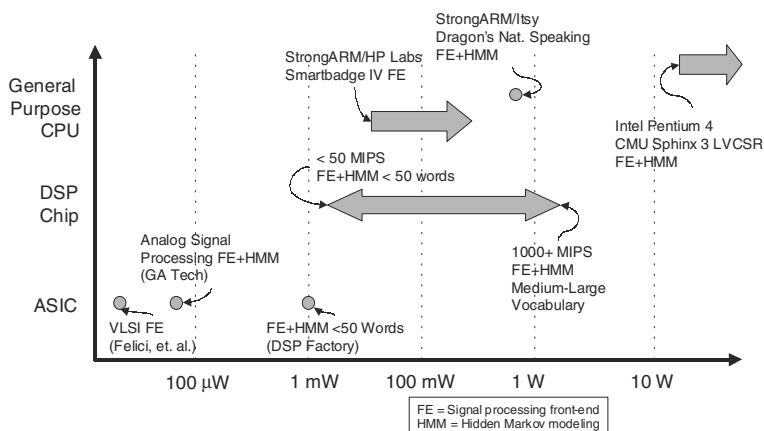 StrongARM/Itsy
Dragon's Nat. Speaking
FE+HMM
StrongARM/HP Labs
Smartbadge IV FE
General
Purpose
CPU
Intel Pentium 4
CMU Sphinx 3 LVCSR
FE+HMM
< 50 MIPS
FE+HMM < 50 words
DSP
Chip
Analog Signal
Processing FE+HMM
(GA Tech)
1000+ MIPS
FE+HMM
Medium-Large
Vocabulary
ASIC
VLSI FE
(Felici, et. al.)
FE+HMM <50 Words
(DSP Factory)
100 μW
1 mW
100 mW
1 W
10 W
FE = Signal processing front-end
HMM = Hidden Markov modeling